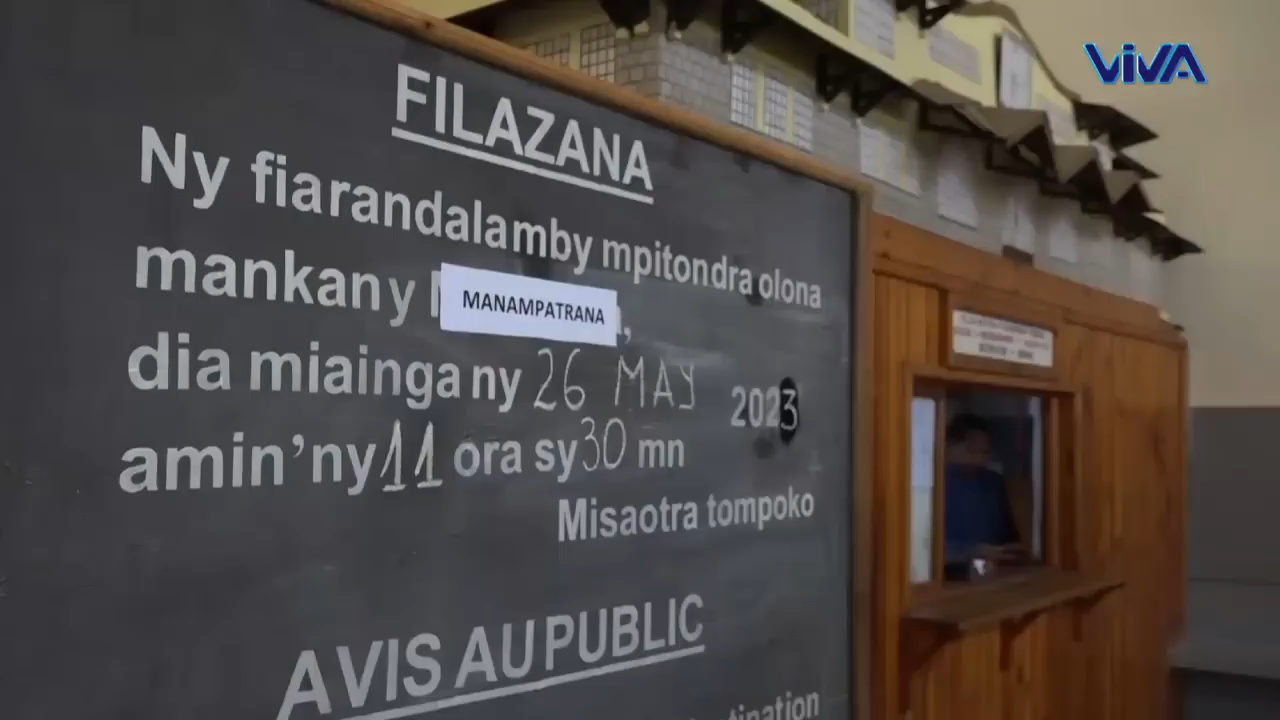 VIVA
FILAZANA
Ny fiarandalamby mpitondra olona
mankany MANAMPATRANA,
dia miainga ny 26 MAY 2023
amin'ny 11 ora sy 30 mn
Misaotra tompoko
AVIS AU PUBLIC